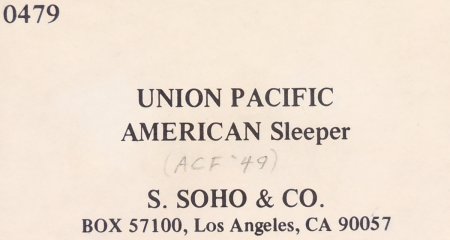 0479
UNION PACIFIC
AMERICAN Sleeper
(ACF '49)
S. SOHO & CO.
BOX 57100, Los Angeles, CA 90057